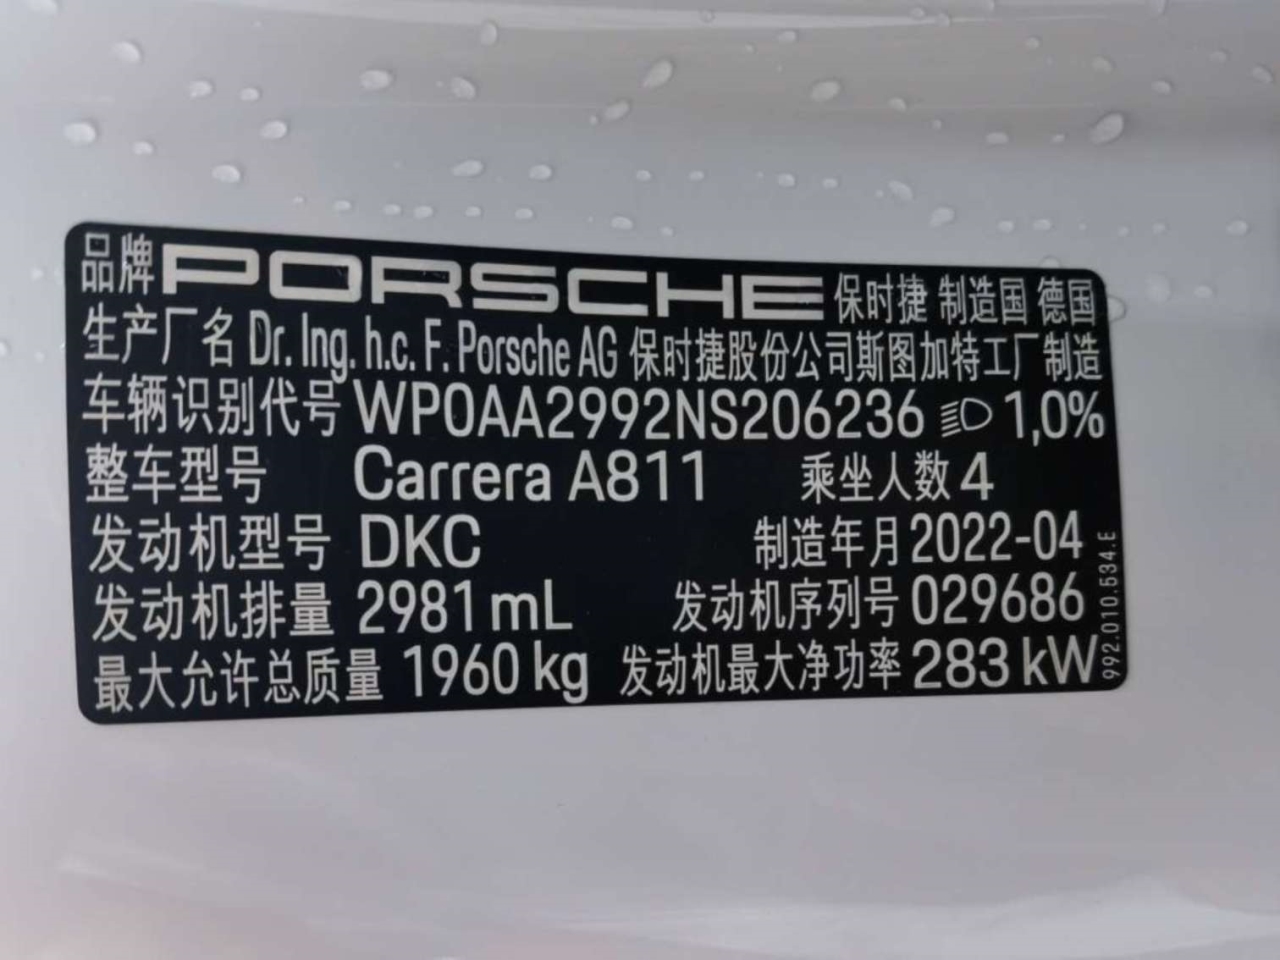 品牌 PORSCHE 保时捷 制造国 德国
生产厂名 Dr. Ing. h.c. F. Porsche AG 保时捷股份公司斯图加特工厂制造
车辆识别代号 WP0AA2992NS206236 1,0%
整车型号 Carrera A811 乘坐人数 4
发动机型号 DKC 制造年月 2022-04
发动机排量 2981 mL 发动机序列号 029686
最大允许总质量 1960 kg 发动机最大净功率 283 kW
992.010.534.E